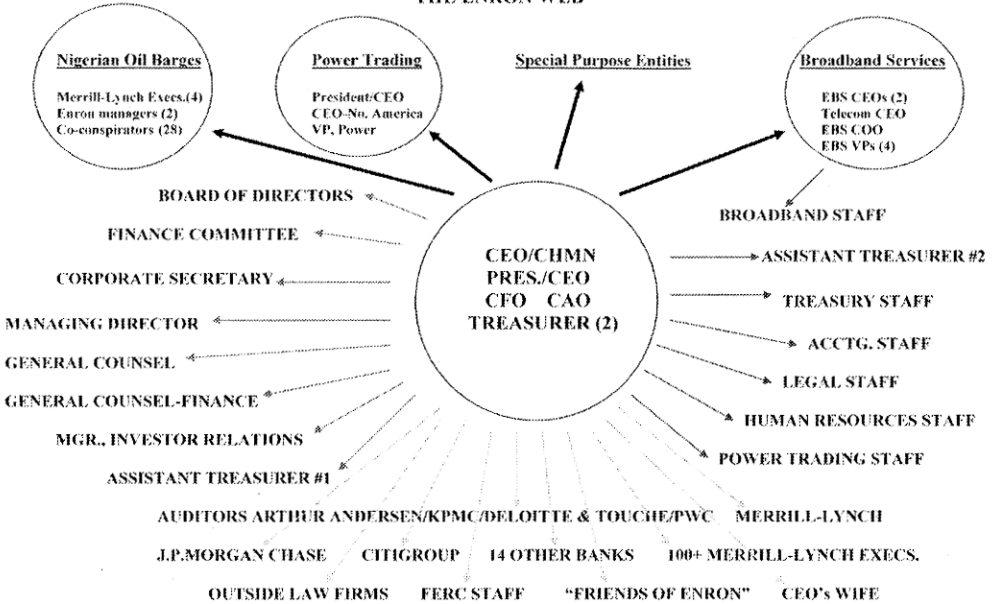 THE ENRON WEB
Nigerian Oil Barges
Merrill-Lynch Execs.(4)
Enron managers (2)
Co-conspirators (28)
Power Trading
President/CEO
CEO-No. America
VP, Power
Special Purpose Entities
Broadband Services
EBS CEOs (2)
Telecom CEO
EBS COO
EBS VPs (4)
BOARD OF DIRECTORS
FINANCE COMMITTEE
CORPORATE SECRETARY
MANAGING DIRECTOR
GENERAL COUNSEL
GENERAL COUNSEL-FINANCE
MGR., INVESTOR RELATIONS
ASSISTANT TREASURER #1
CEO/CHMN
PRES./CEO
CFO CAO
TREASURER (2)
BROADBAND STAFF
ASSISTANT TREASURER #2
TREASURY STAFF
ACCTG. STAFF
LEGAL STAFF
HUMAN RESOURCES STAFF
POWER TRADING STAFF
AUDITORS ARTHUR ANDERSEN/KPMC/DELOITTE & TOUCHE/PWC MERRILL-LYNCH
J.P.MORGAN CHASE CITIGROUP 14 OTHER BANKS 100+ MERRILL-LYNCH EXECS.
OUTSIDE LAW FIRMS FERC STAFF "FRIENDS OF ENRON" CEO's WIFE